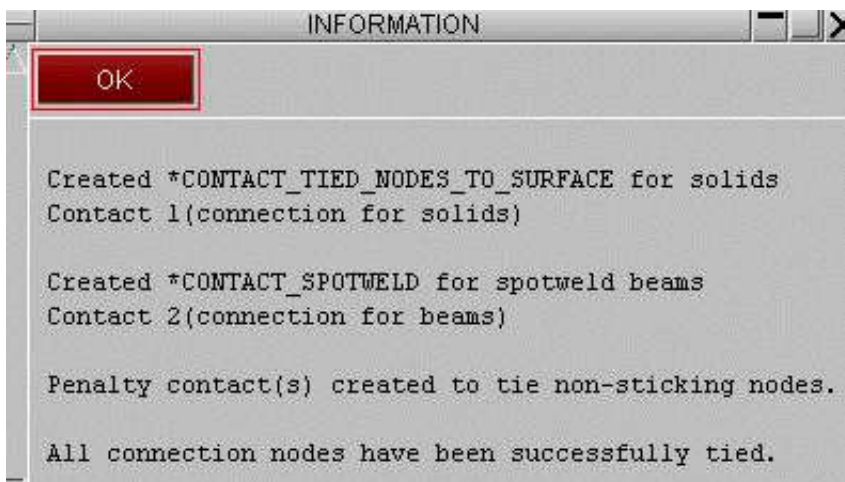 INFORMATION
OK
Created *CONTACT_TIED_NODES_TO_SURFACE for solids
Contact 1(connection for solids)
Created *CONTACT_SPOTWELD for spotweld beams
Contact 2(connection for beams)
Penalty contact(s) created to tie non-sticking nodes.
All connection nodes have been successfully tied.